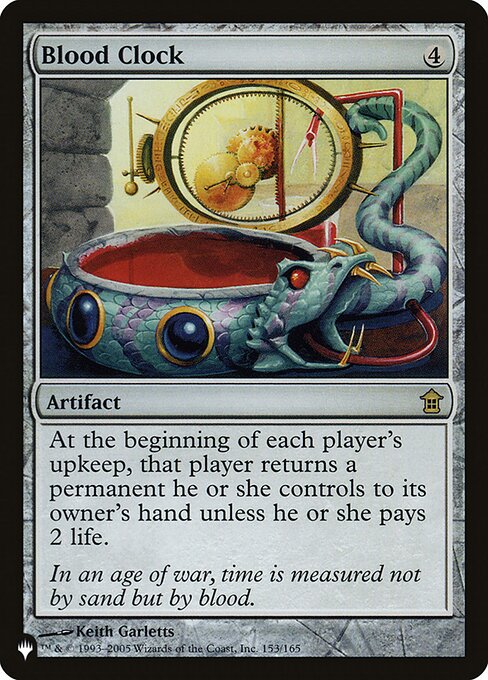 Blood Clock 4
Artifact
At the beginning of each player's
upkeep, that player returns a
permanent he or she controls to its
owner's hand unless he or she pays
2 life.
In an age of war, time is measured not
by sand but by blood.
Keith Garletts
™ & © 1993–2005 Wizards of the Coast, Inc. 153/165